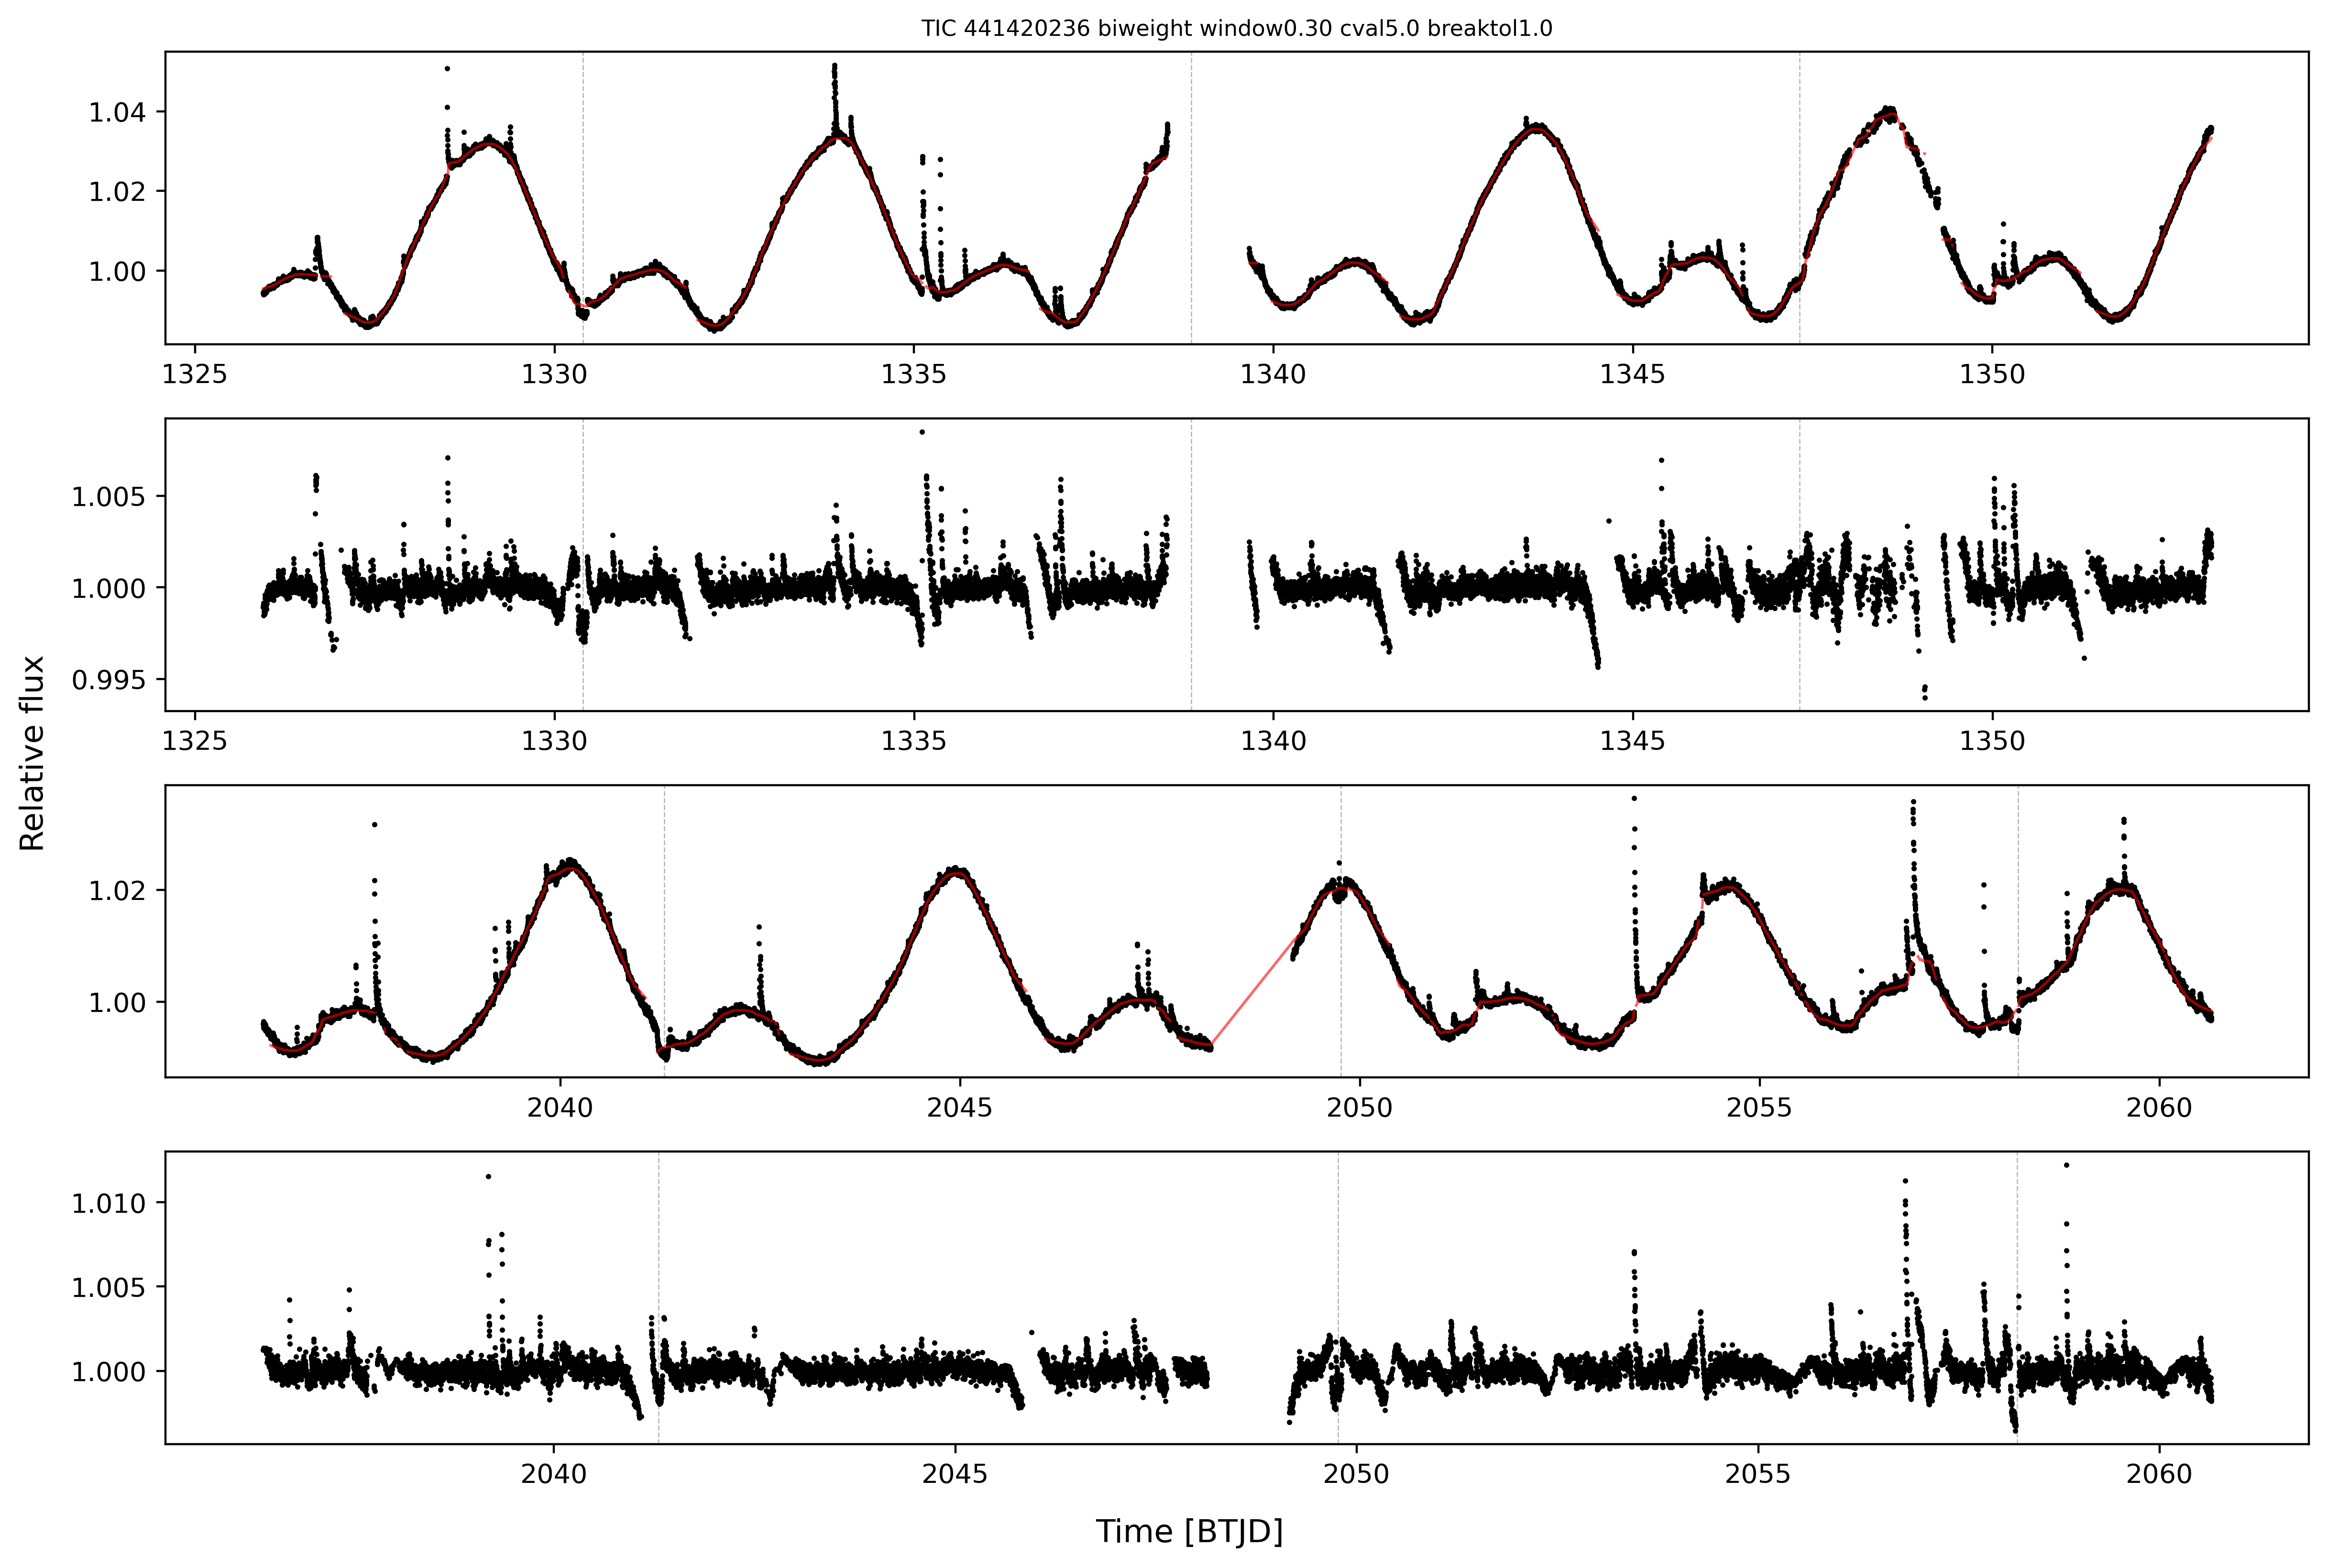 TIC 441420236 biweight window0.30 cval5.0 breaktol1.0
1.04
1.02
1.00
1325 1330 1335 1340 1345 1350
1.005
1.000
0.995
1325 1330 1335 1340 1345 1350
Relative flux
1.02
1.00
2040 2045 2050 2055 2060
1.010
1.005
1.000
2040 2045 2050 2055 2060
Time [BTJD]